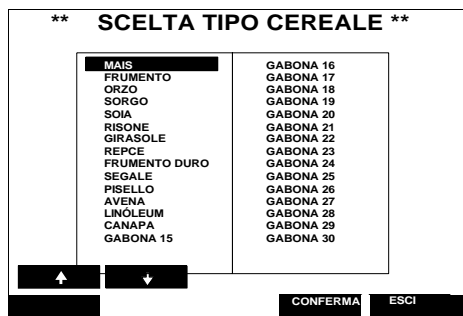 ** SCELTA TIPO CEREALE **
MAIS
FRUMENTO
ORZO
SORGO
SOIA
RISONE
GIRASOLE
REPCE
FRUMENTO DURO
SEGALE
PISELLO
AVENA
LINÓLEUM
CANAPA
GABONA 15
GABONA 16
GABONA 17
GABONA 18
GABONA 19
GABONA 20
GABONA 21
GABONA 22
GABONA 23
GABONA 24
GABONA 25
GABONA 26
GABONA 27
GABONA 28
GABONA 29
GABONA 30
CONFERMA ESCI